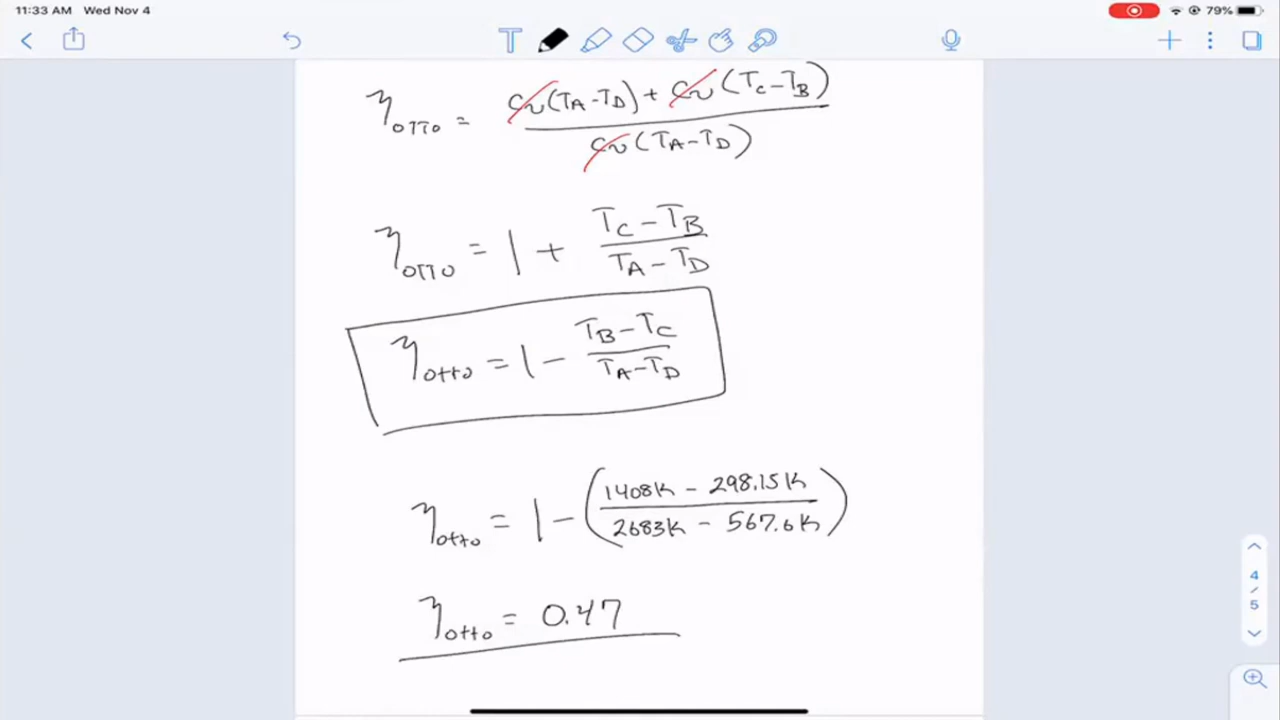 11:33 AM Wed Nov 4
79%
T
η_OTTO = (Cv(T_A-T_D) + Cv(T_C-T_B)) / (Cv(T_A-T_D))
η_OTTO = 1 + (T_C-T_B) / (T_A-T_D)
η_otto = 1 - (T_B-T_C) / (T_A-T_D)
η_otto = 1 - (1408K - 298.15K / 2683K - 567.6K)
η_otto = 0.47
4
/
5